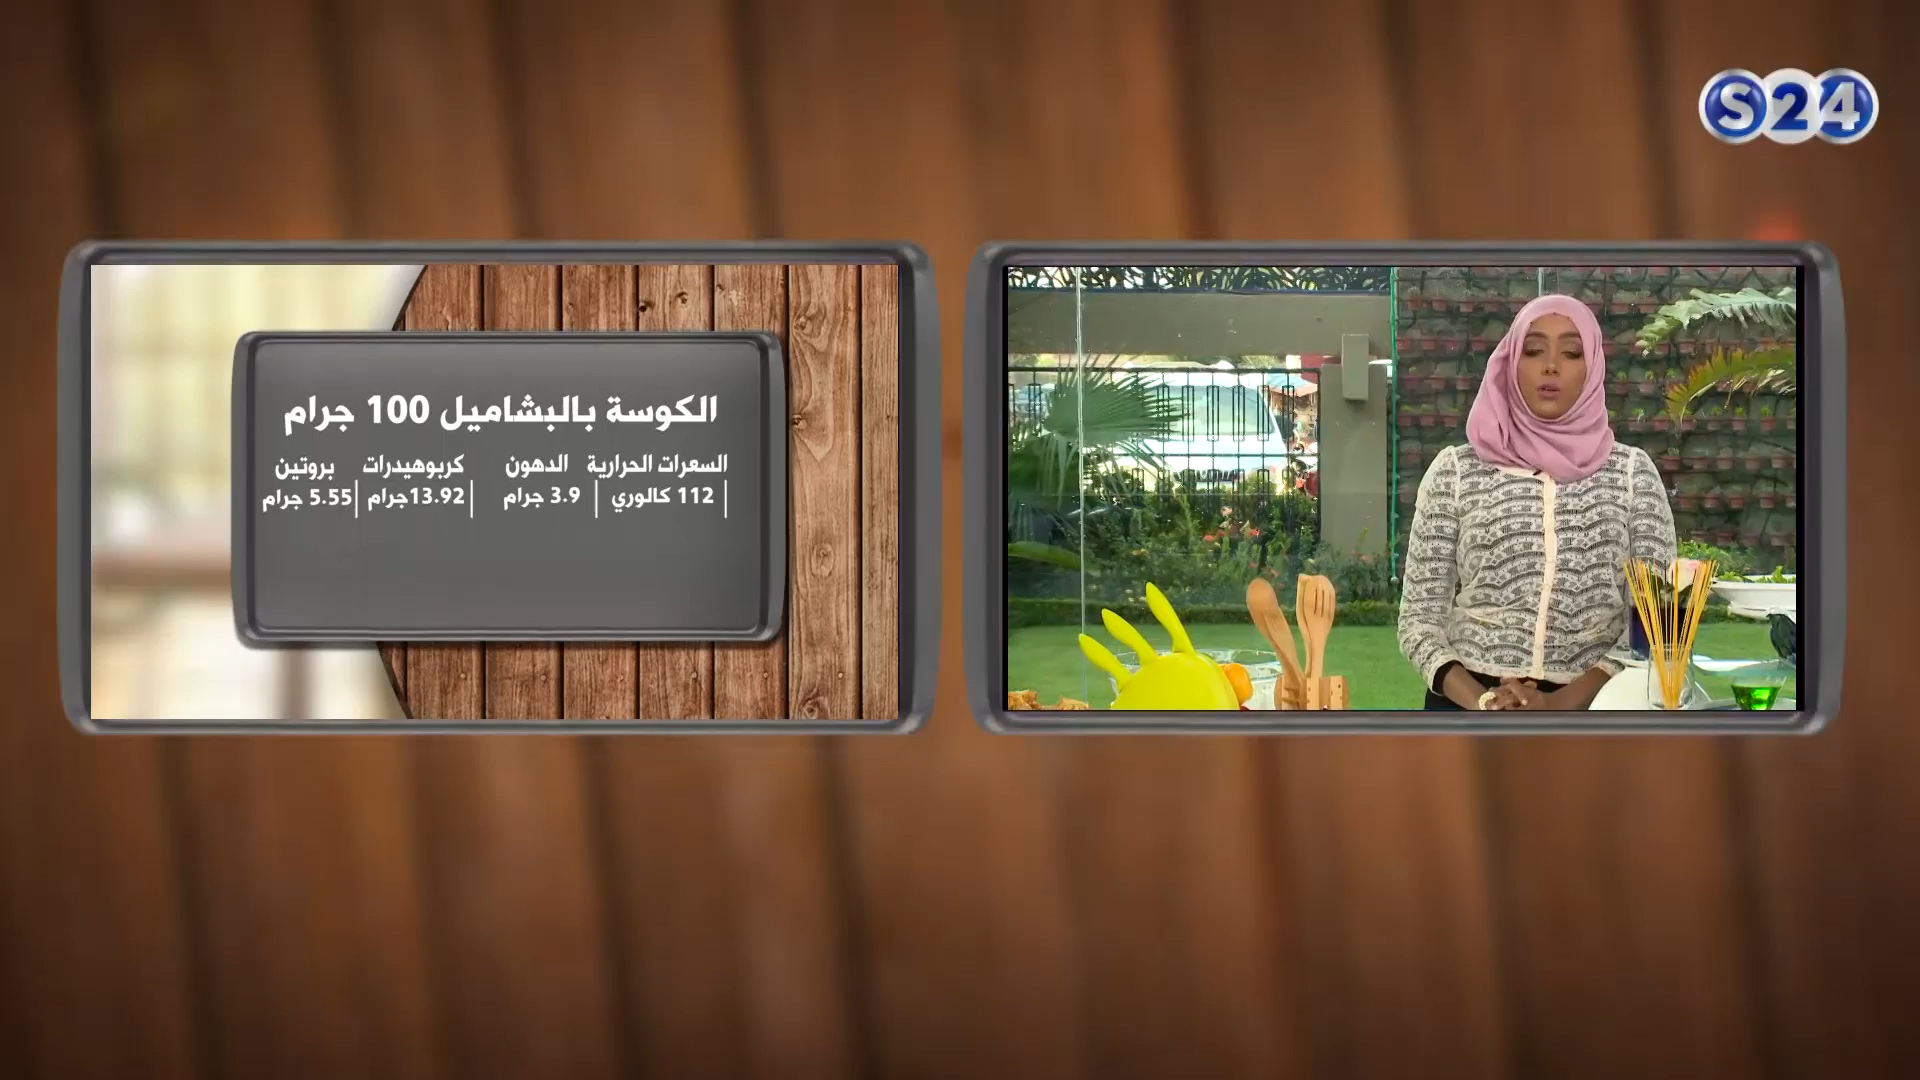 S24
الكوسة بالبشاميل 100 جرام
السعرات الحرارية الدهون كربوهيدرات بروتين
112 كالوري | 3.9 جرام | 13.92جرام | 5.55 جرام